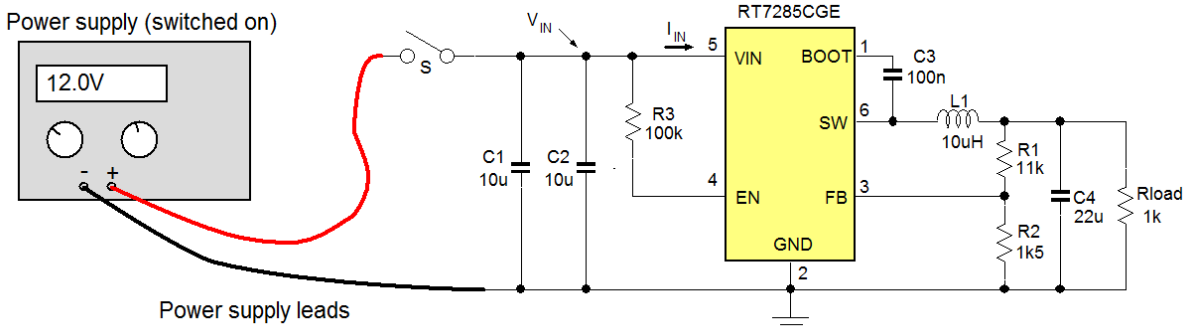 Power supply (switched on)
12.0V
- +
Power supply leads
S
V IN
I IN
C1
10u
C2
10u
R3
100k
RT7285CGE
5
VIN
4
EN
BOOT
1
SW
6
FB
3
GND
2
C3
100n
L1
10uH
R1
11k
R2
1k5
C4
22u
Rload
1k